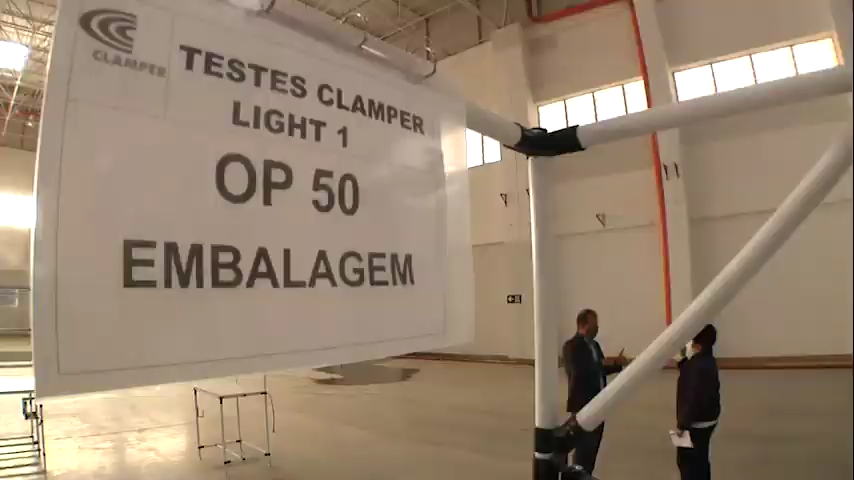 CLAMPER
TESTES CLAMPER
LIGHT 1
OP 50
EMBALAGEM